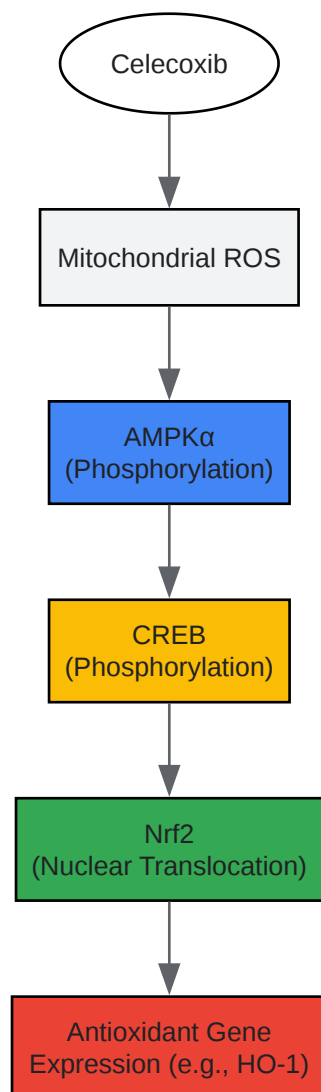 Celecoxib
Mitochondrial ROS
AMPKα
(Phosphorylation)
CREB
(Phosphorylation)
Nrf2
(Nuclear Translocation)
Antioxidant Gene
Expression (e.g., HO-1)